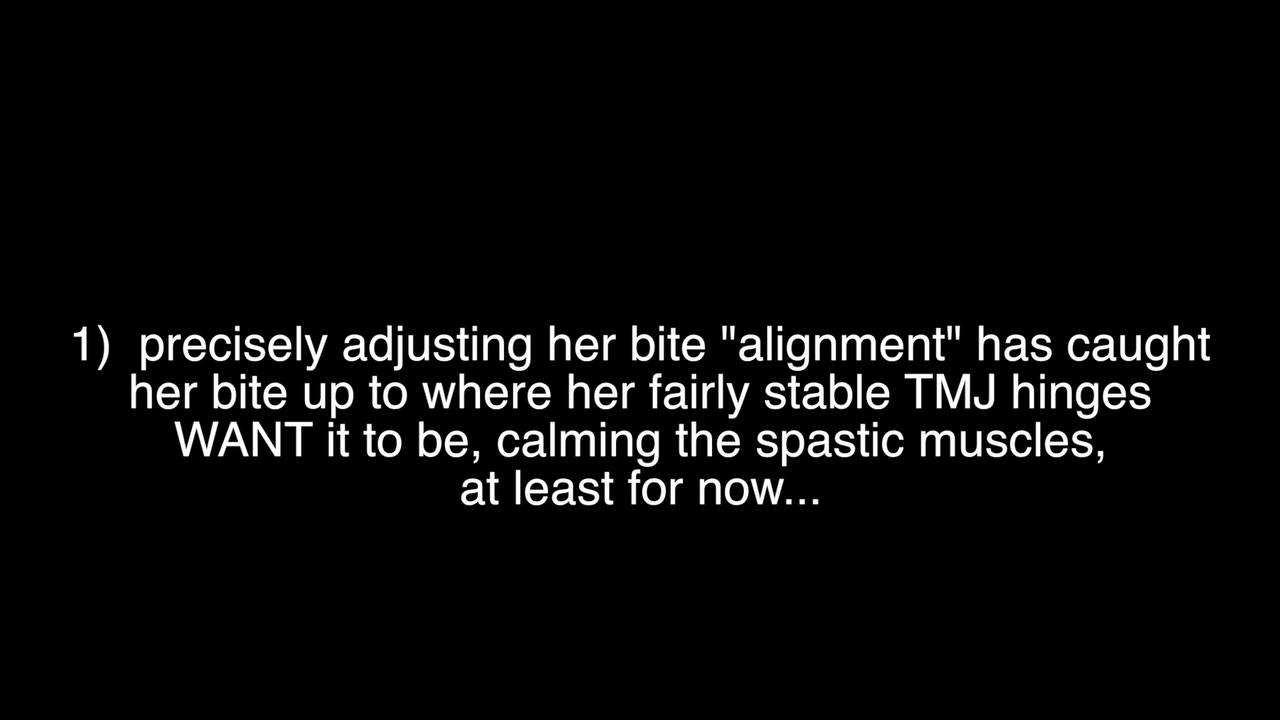 1)  precisely adjusting her bite "alignment" has caught
her bite up to where her fairly stable TMJ hinges
WANT it to be, calming the spastic muscles,
at least for now...